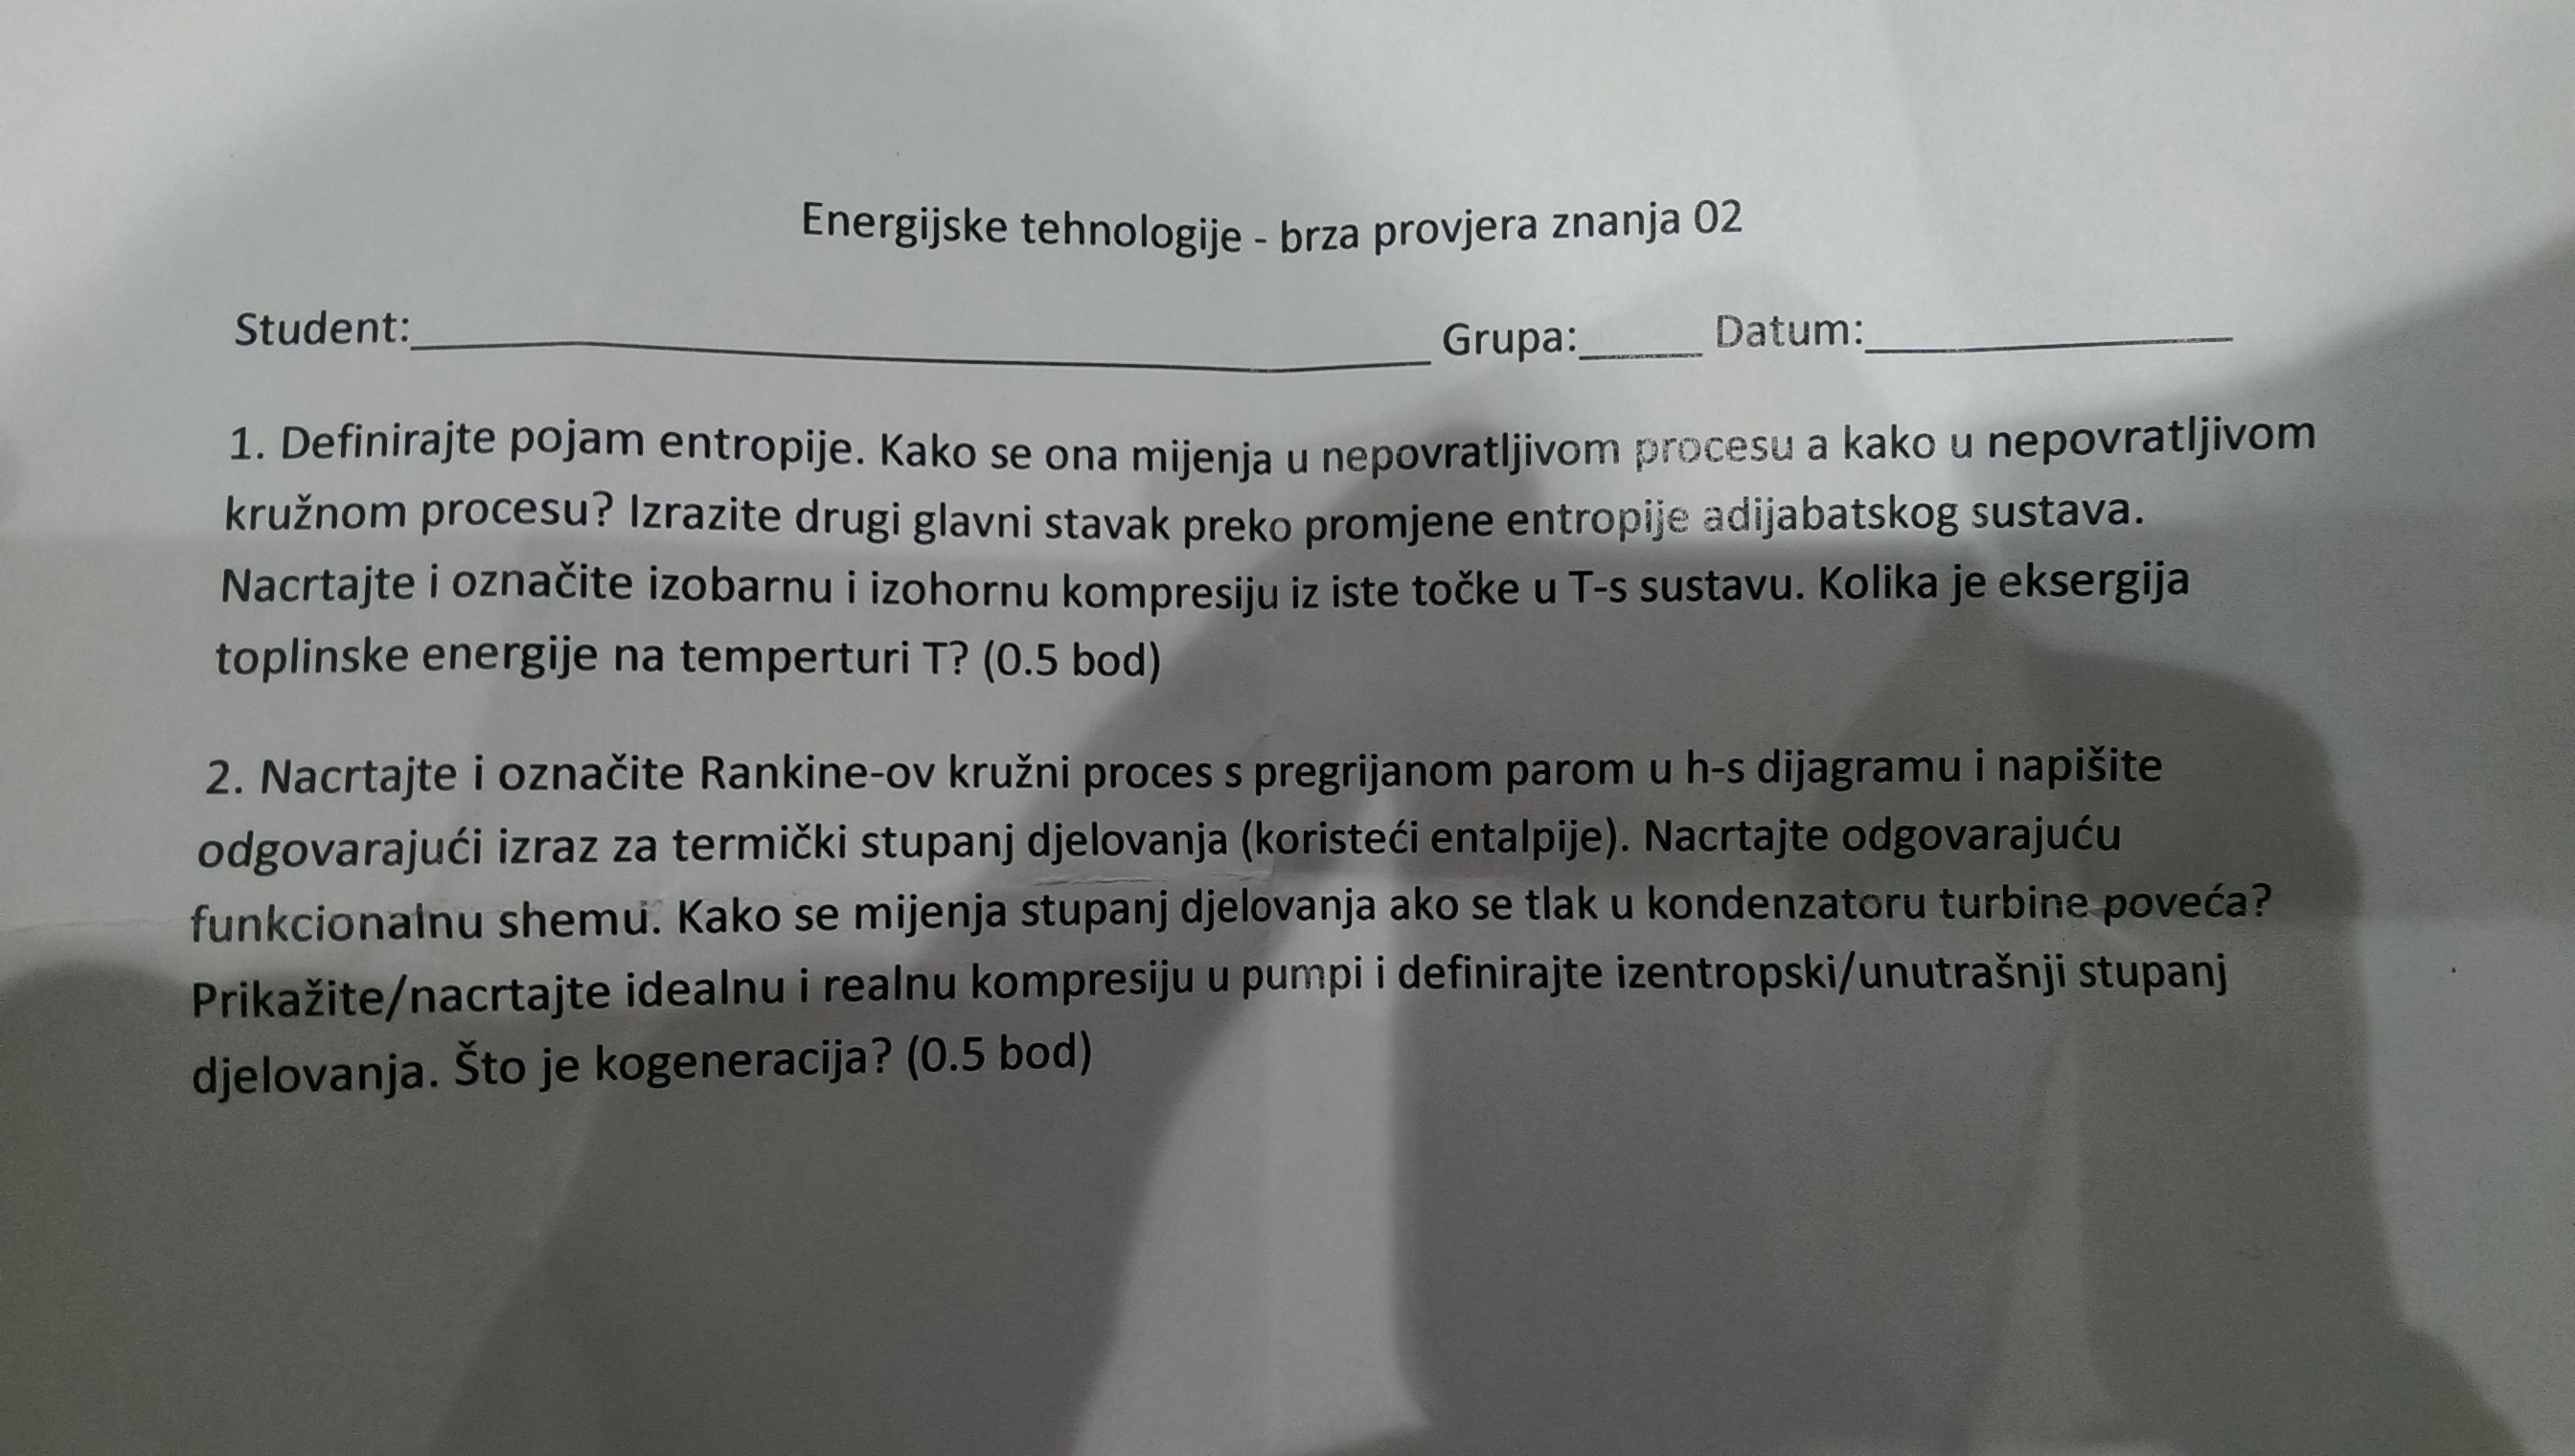 Energijske tehnologije - brza provjera znanja 02
Student:____________________ Grupa:_____ Datum:____________
1. Definirajte pojam entropije. Kako se ona mijenja u nepovratljivom procesu a kako u nepovratljivom
kružnom procesu? Izrazite drugi glavni stavak preko promjene entropije adijabatskog sustava.
Nacrtajte i označite izobarnu i izohornu kompresiju iz iste točke u T-s sustavu. Kolika je eksergija
toplinske energije na temperturi T? (0.5 bod)
2. Nacrtajte i označite Rankine-ov kružni proces s pregrijanom parom u h-s dijagramu i napišite
odgovarajući izraz za termički stupanj djelovanja (koristeći entalpije). Nacrtajte odgovarajuću
funkcionalnu shemu. Kako se mijenja stupanj djelovanja ako se tlak u kondenzatoru turbine poveća?
Prikažite/nacrtajte idealnu i realnu kompresiju u pumpi i definirajte izentropski/unutrašnji stupanj
djelovanja. Što je kogeneracija? (0.5 bod)